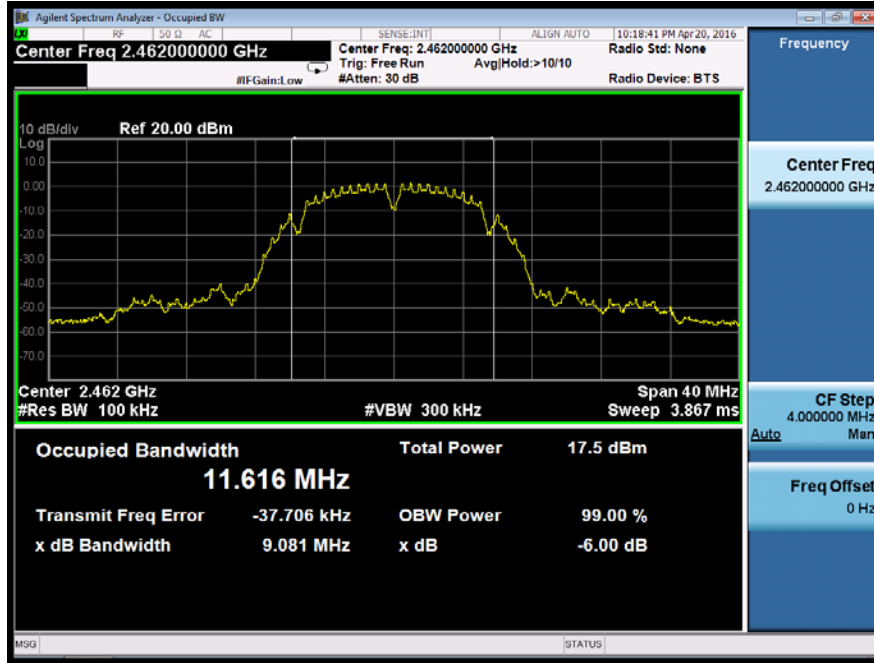 Agilent Spectrum Analyzer - Occupied BW
RF 50 Ω AC SENSE:INT ALIGN AUTO 10:18:41 PM Apr 20, 2016
Center Freq 2.462000000 GHz
Center Freq: 2.462000000 GHz
Radio Std: None
Trig: Free Run Avg|Hold:>10/10
#IFGain:Low
#Atten: 30 dB
Radio Device: BTS
Frequency
10 dB/div Ref 20.00 dBm
Log
10.0
0.00
-10.0
-20.0
-30.0
-40.0
-50.0
-60.0
-70.0
Center Freq
2.462000000 GHz
Center 2.462 GHz
Span 40 MHz
#Res BW 100 kHz
#VBW 300 kHz
Sweep 3.867 ms
CF Step
4.000000 MHz
Auto Man
Occupied Bandwidth
Total Power 17.5 dBm
11.616 MHz
Transmit Freq Error -37.706 kHz
OBW Power 99.00 %
x dB Bandwidth 9.081 MHz
x dB -6.00 dB
Freq Offset
0 Hz
MSG
STATUS